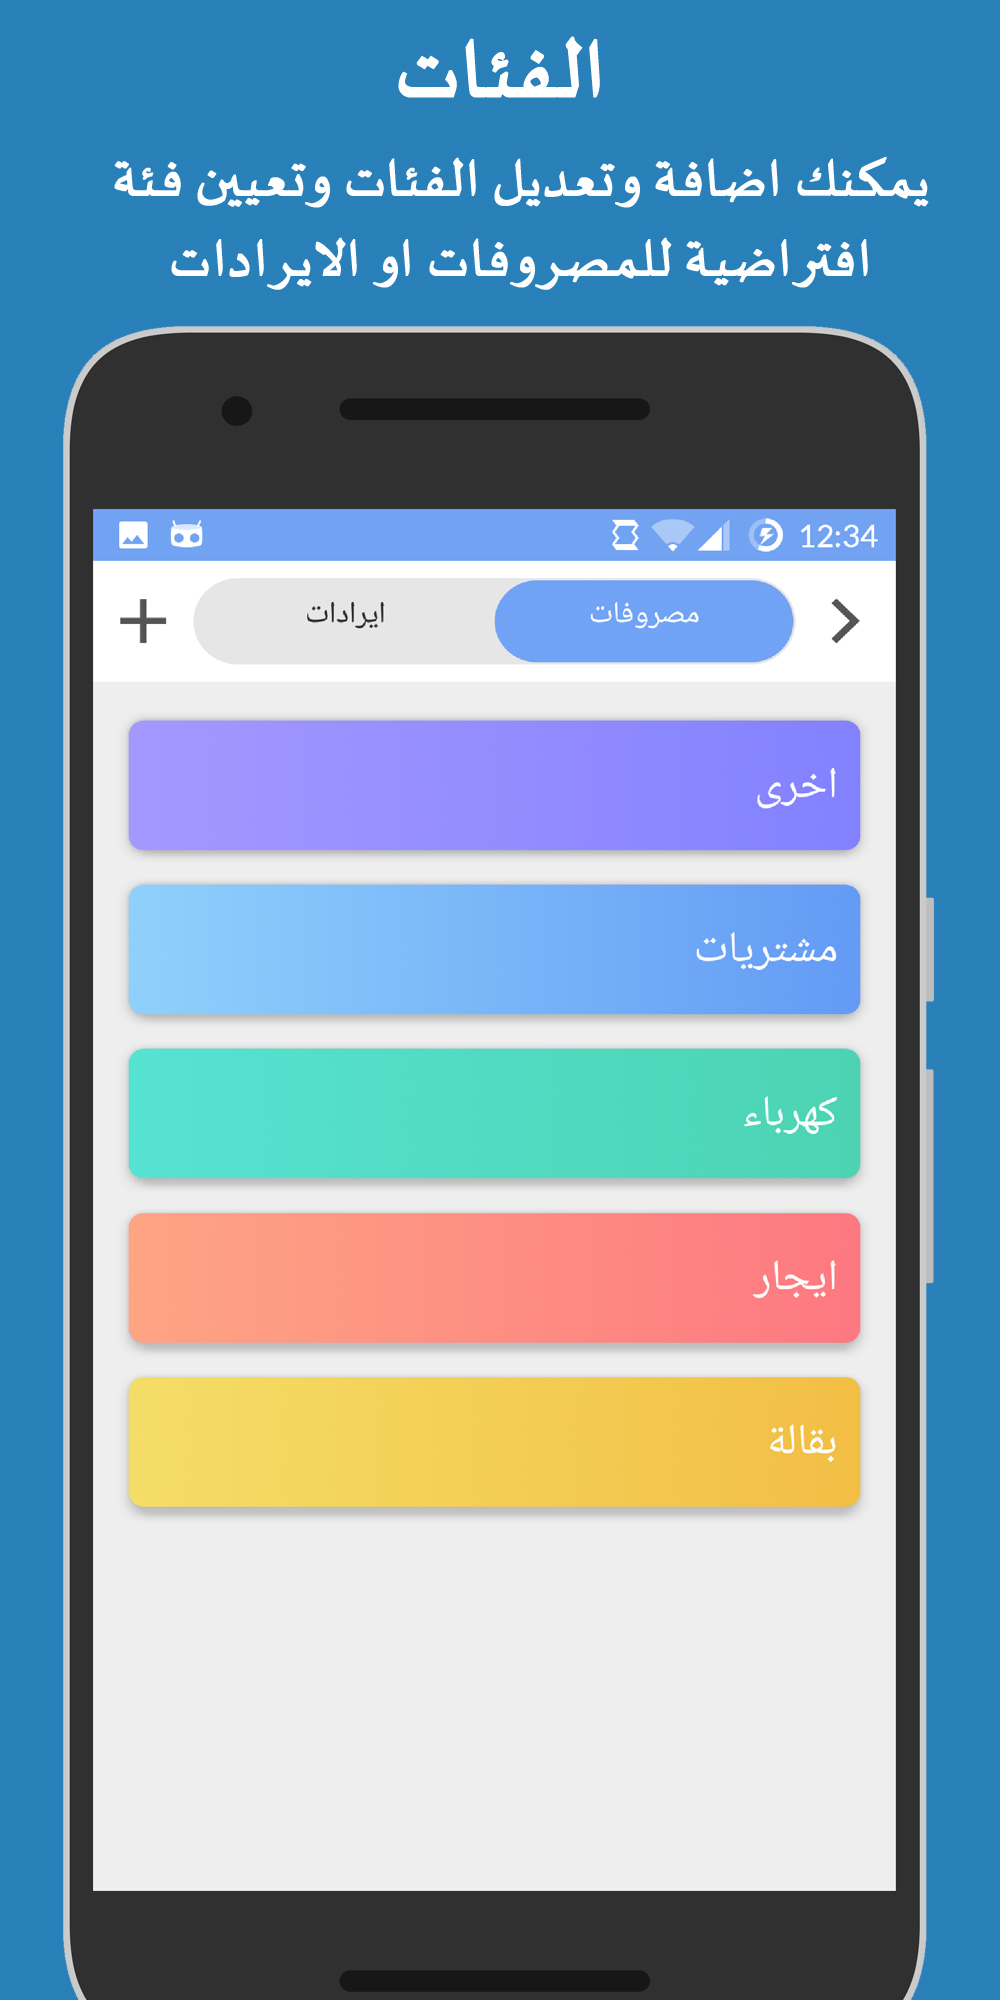 الفئات
يمكنك اضافة وتعديل الفئات وتعيين فئة
افتراضية للمصروفات او الايرادات
12:34
مصروفات
ايرادات
اخرى
مشتريات
كهرباء
ايجار
بقالة